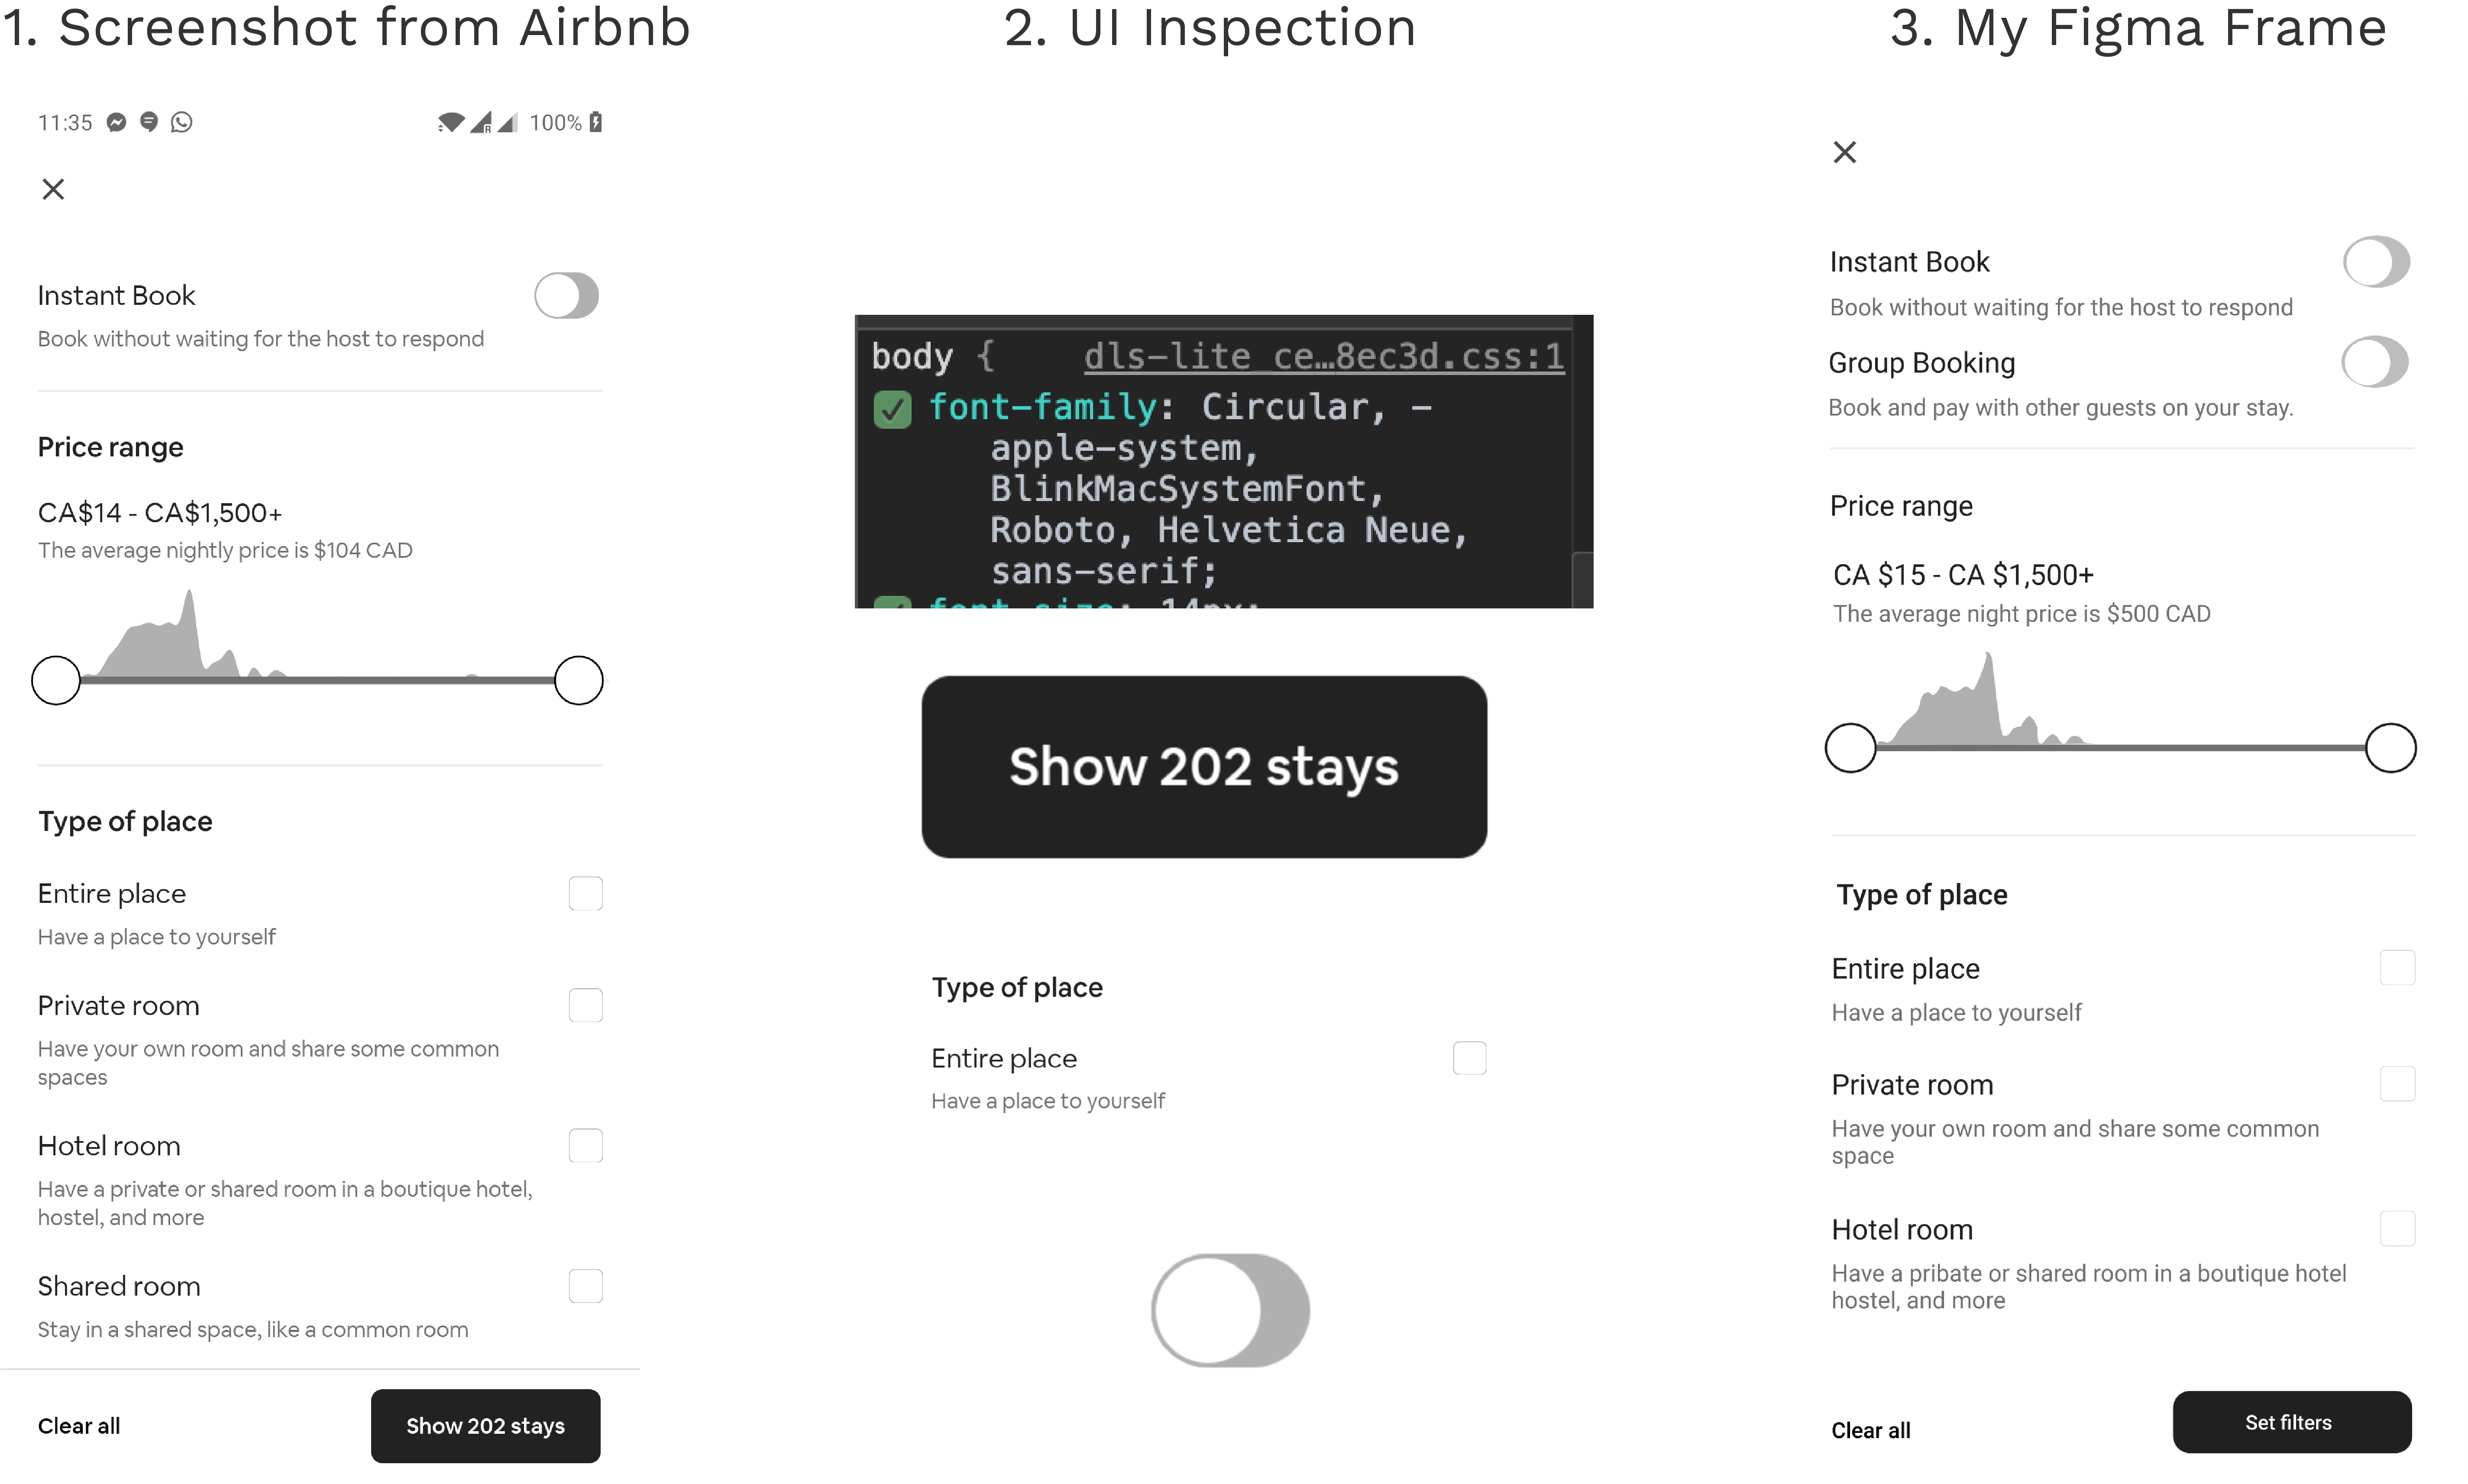 1. Screenshot from Airbnb
11:35
100%
Instant Book
Book without waiting for the host to respond
Price range
CA$14 - CA$1,500+
The average nightly price is $104 CAD
Type of place
Entire place
Have a place to yourself
Private room
Have your own room and share some common
spaces
Hotel room
Have a private or shared room in a boutique hotel,
hostel, and more
Shared room
Stay in a shared space, like a common room
Clear all
Show 202 stays
2. UI Inspection
body { dls-lite_ce…8ec3d.css:1
font-family: Circular, -
apple-system,
BlinkMacSystemFont,
Roboto, Helvetica Neue,
sans-serif;
font-size: 14px;
Show 202 stays
Type of place
Entire place
Have a place to yourself
3. My Figma Frame
Instant Book
Book without waiting for the host to respond
Group Booking
Book and pay with other guests on your stay.
Price range
CA $15 - CA $1,500+
The average night price is $500 CAD
Type of place
Entire place
Have a place to yourself
Private room
Have your own room and share some common
space
Hotel room
Have a pribate or shared room in a boutique hotel
hostel, and more
Clear all
Set filters